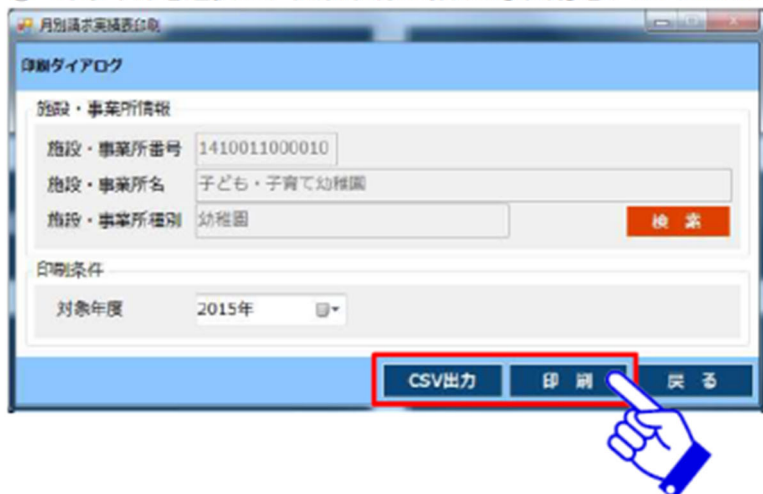 月別請求実績表印刷
印刷ダイアログ
施設・事業所情報
施設・事業所番号 1410011000010
施設・事業所名 子ども・子育て幼稚園
施設・事業所種別 幼稚園
検 索
印刷条件
対象年度 2015年
CSV出力 印 刷 戻 る